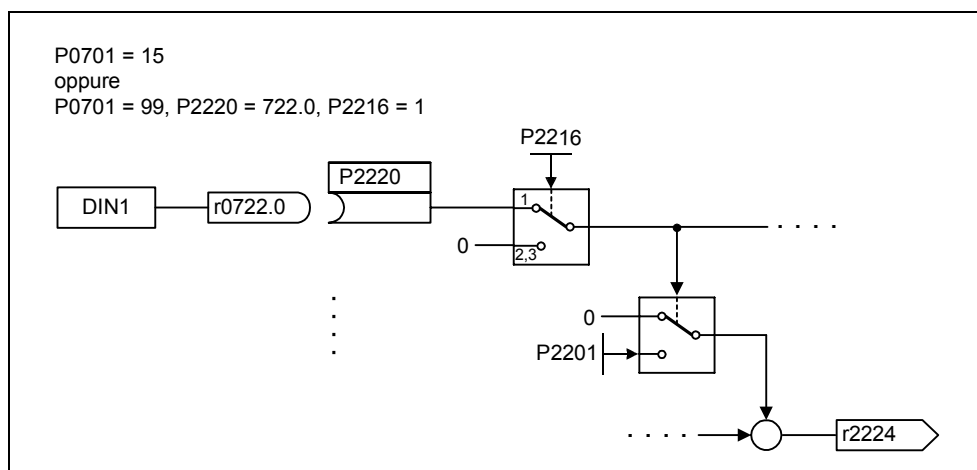 P0701 = 15
oppure
P0701 = 99, P2220 = 722.0, P2216 = 1
P2216
P2220
DIN1
r0722.0
1
0
2,3
. . . .
0
P2201
. . . .
r2224